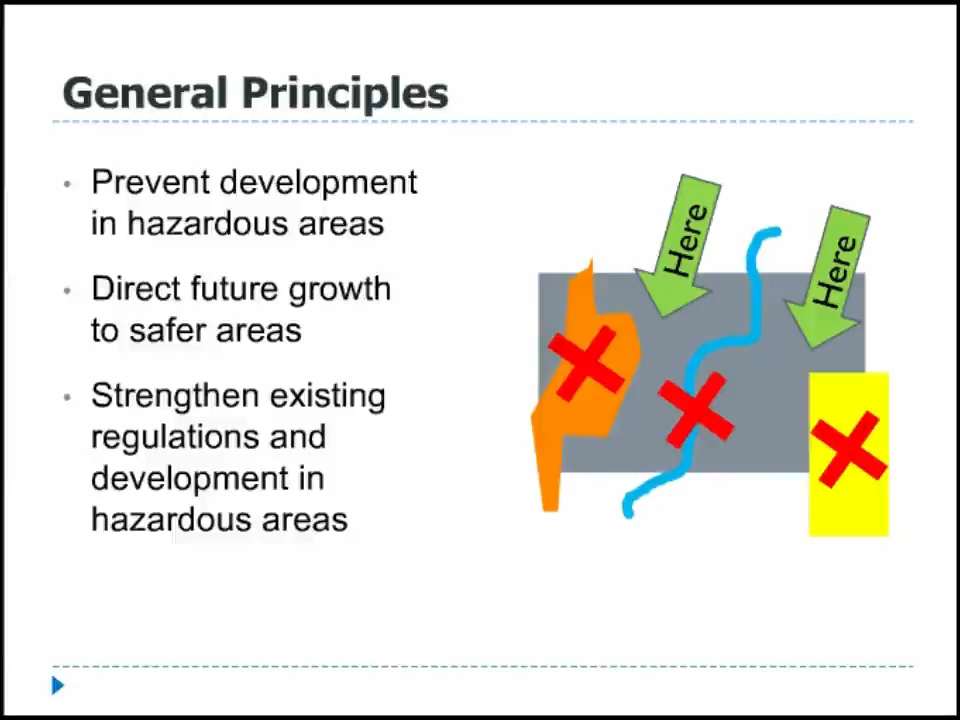 General Principles
Prevent development
in hazardous areas
Direct future growth
to safer areas
Strengthen existing
regulations and
development in
hazardous areas
Here
Here